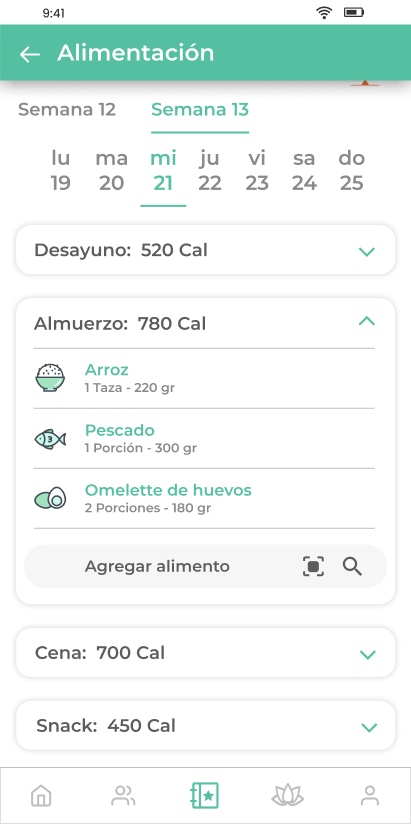 9:41
Alimentación
Semana 12 Semana 13
lu ma mi ju vi sa do
19 20 21 22 23 24 25
Desayuno: 520 Cal
Almuerzo: 780 Cal
Arroz
1 Taza - 220 gr
Pescado
1 Porción - 300 gr
Omelette de huevos
2 Porciones - 180 gr
Agregar alimento
Cena: 700 Cal
Snack: 450 Cal